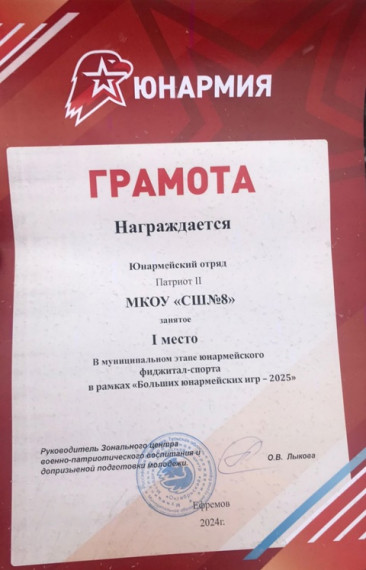 ЮНАРМИЯ
ГРАМОТА
Награждается
Юнармейский отряд
Патриот II
МКОУ «СШ№8»
занятое
I место
В муниципальном этапе юнармейского
фиджитал-спорта
в рамках «Больших юнармейских игр – 2025»
Руководитель Зонального центра
военно-патриотического воспитания и
допризывной подготовки молодежи
О.В. Лыкова
Ефремов
2024г.